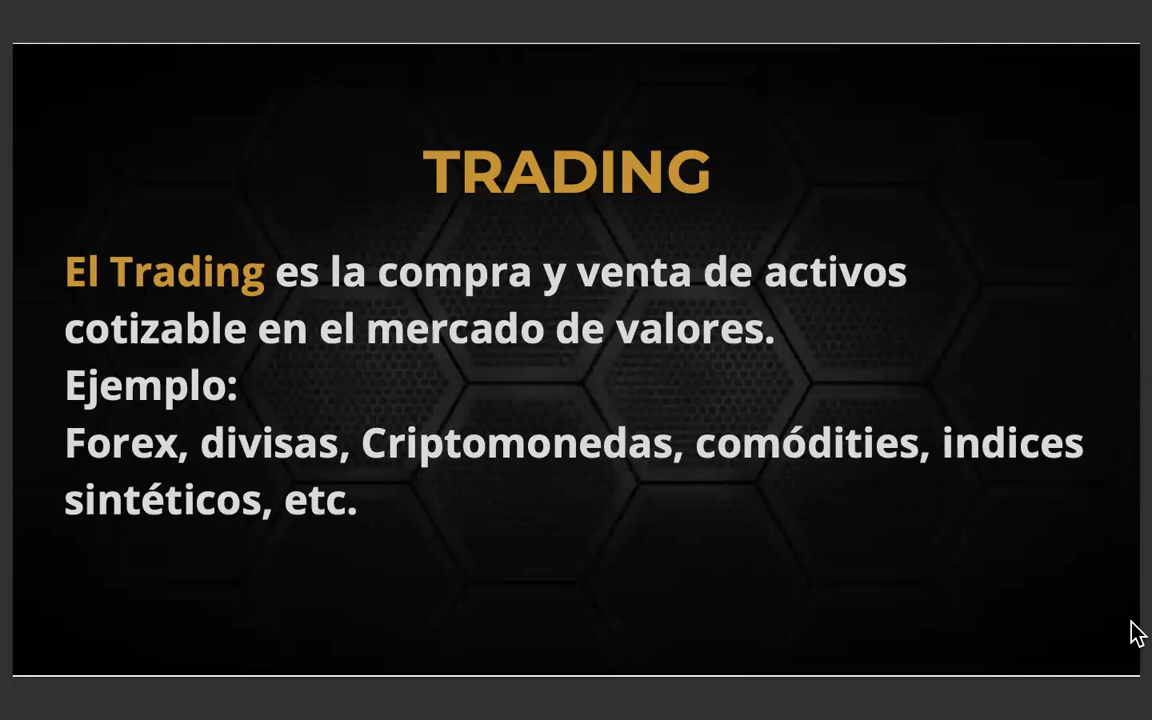 TRADING
El Trading es la compra y venta de activos
cotizable en el mercado de valores.
Ejemplo:
Forex, divisas, Criptomonedas, comódities, indices
sintéticos, etc.